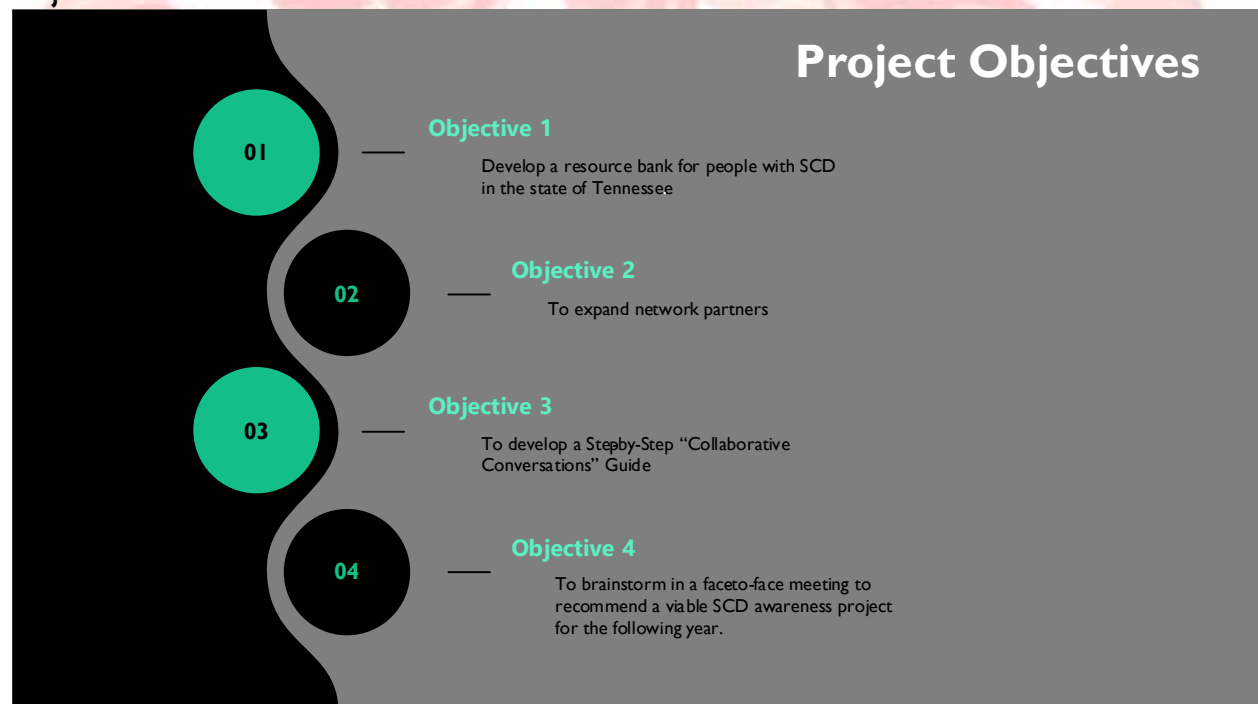 Project Objectives
01
Objective 1
Develop a resource bank for people with SCD
in the state of Tennessee
02
Objective 2
To expand network partners
03
Objective 3
To develop a Step-by-Step “Collaborative
Conversations” Guide
04
Objective 4
To brainstorm in a faceto-face meeting to
recommend a viable SCD awareness project
for the following year.